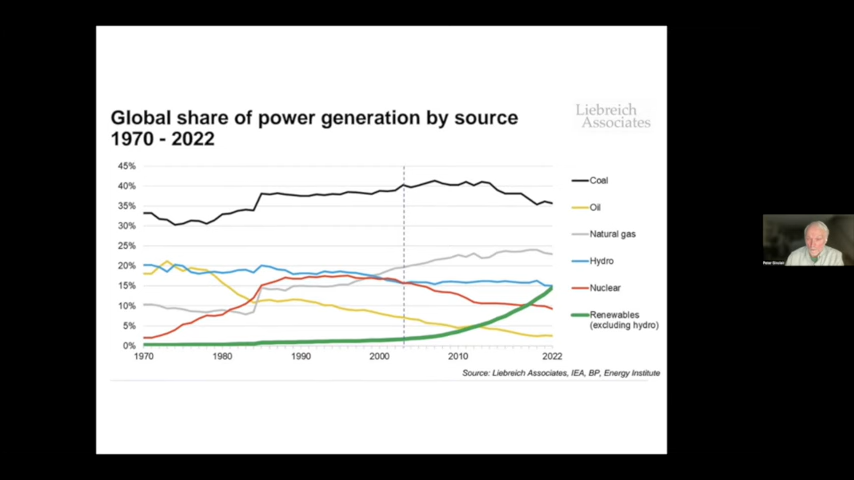 Global share of power generation by source
1970 - 2022
Liebreich
Associates
45%
40%
35%
30%
25%
20%
15%
10%
5%
0%
1970
1980
1990
2000
2010
2022
Coal
Oil
Natural gas
Hydro
Nuclear
Renewables
(excluding hydro)
Source: Liebreich Associates, IEA, BP, Energy Institute
Peter